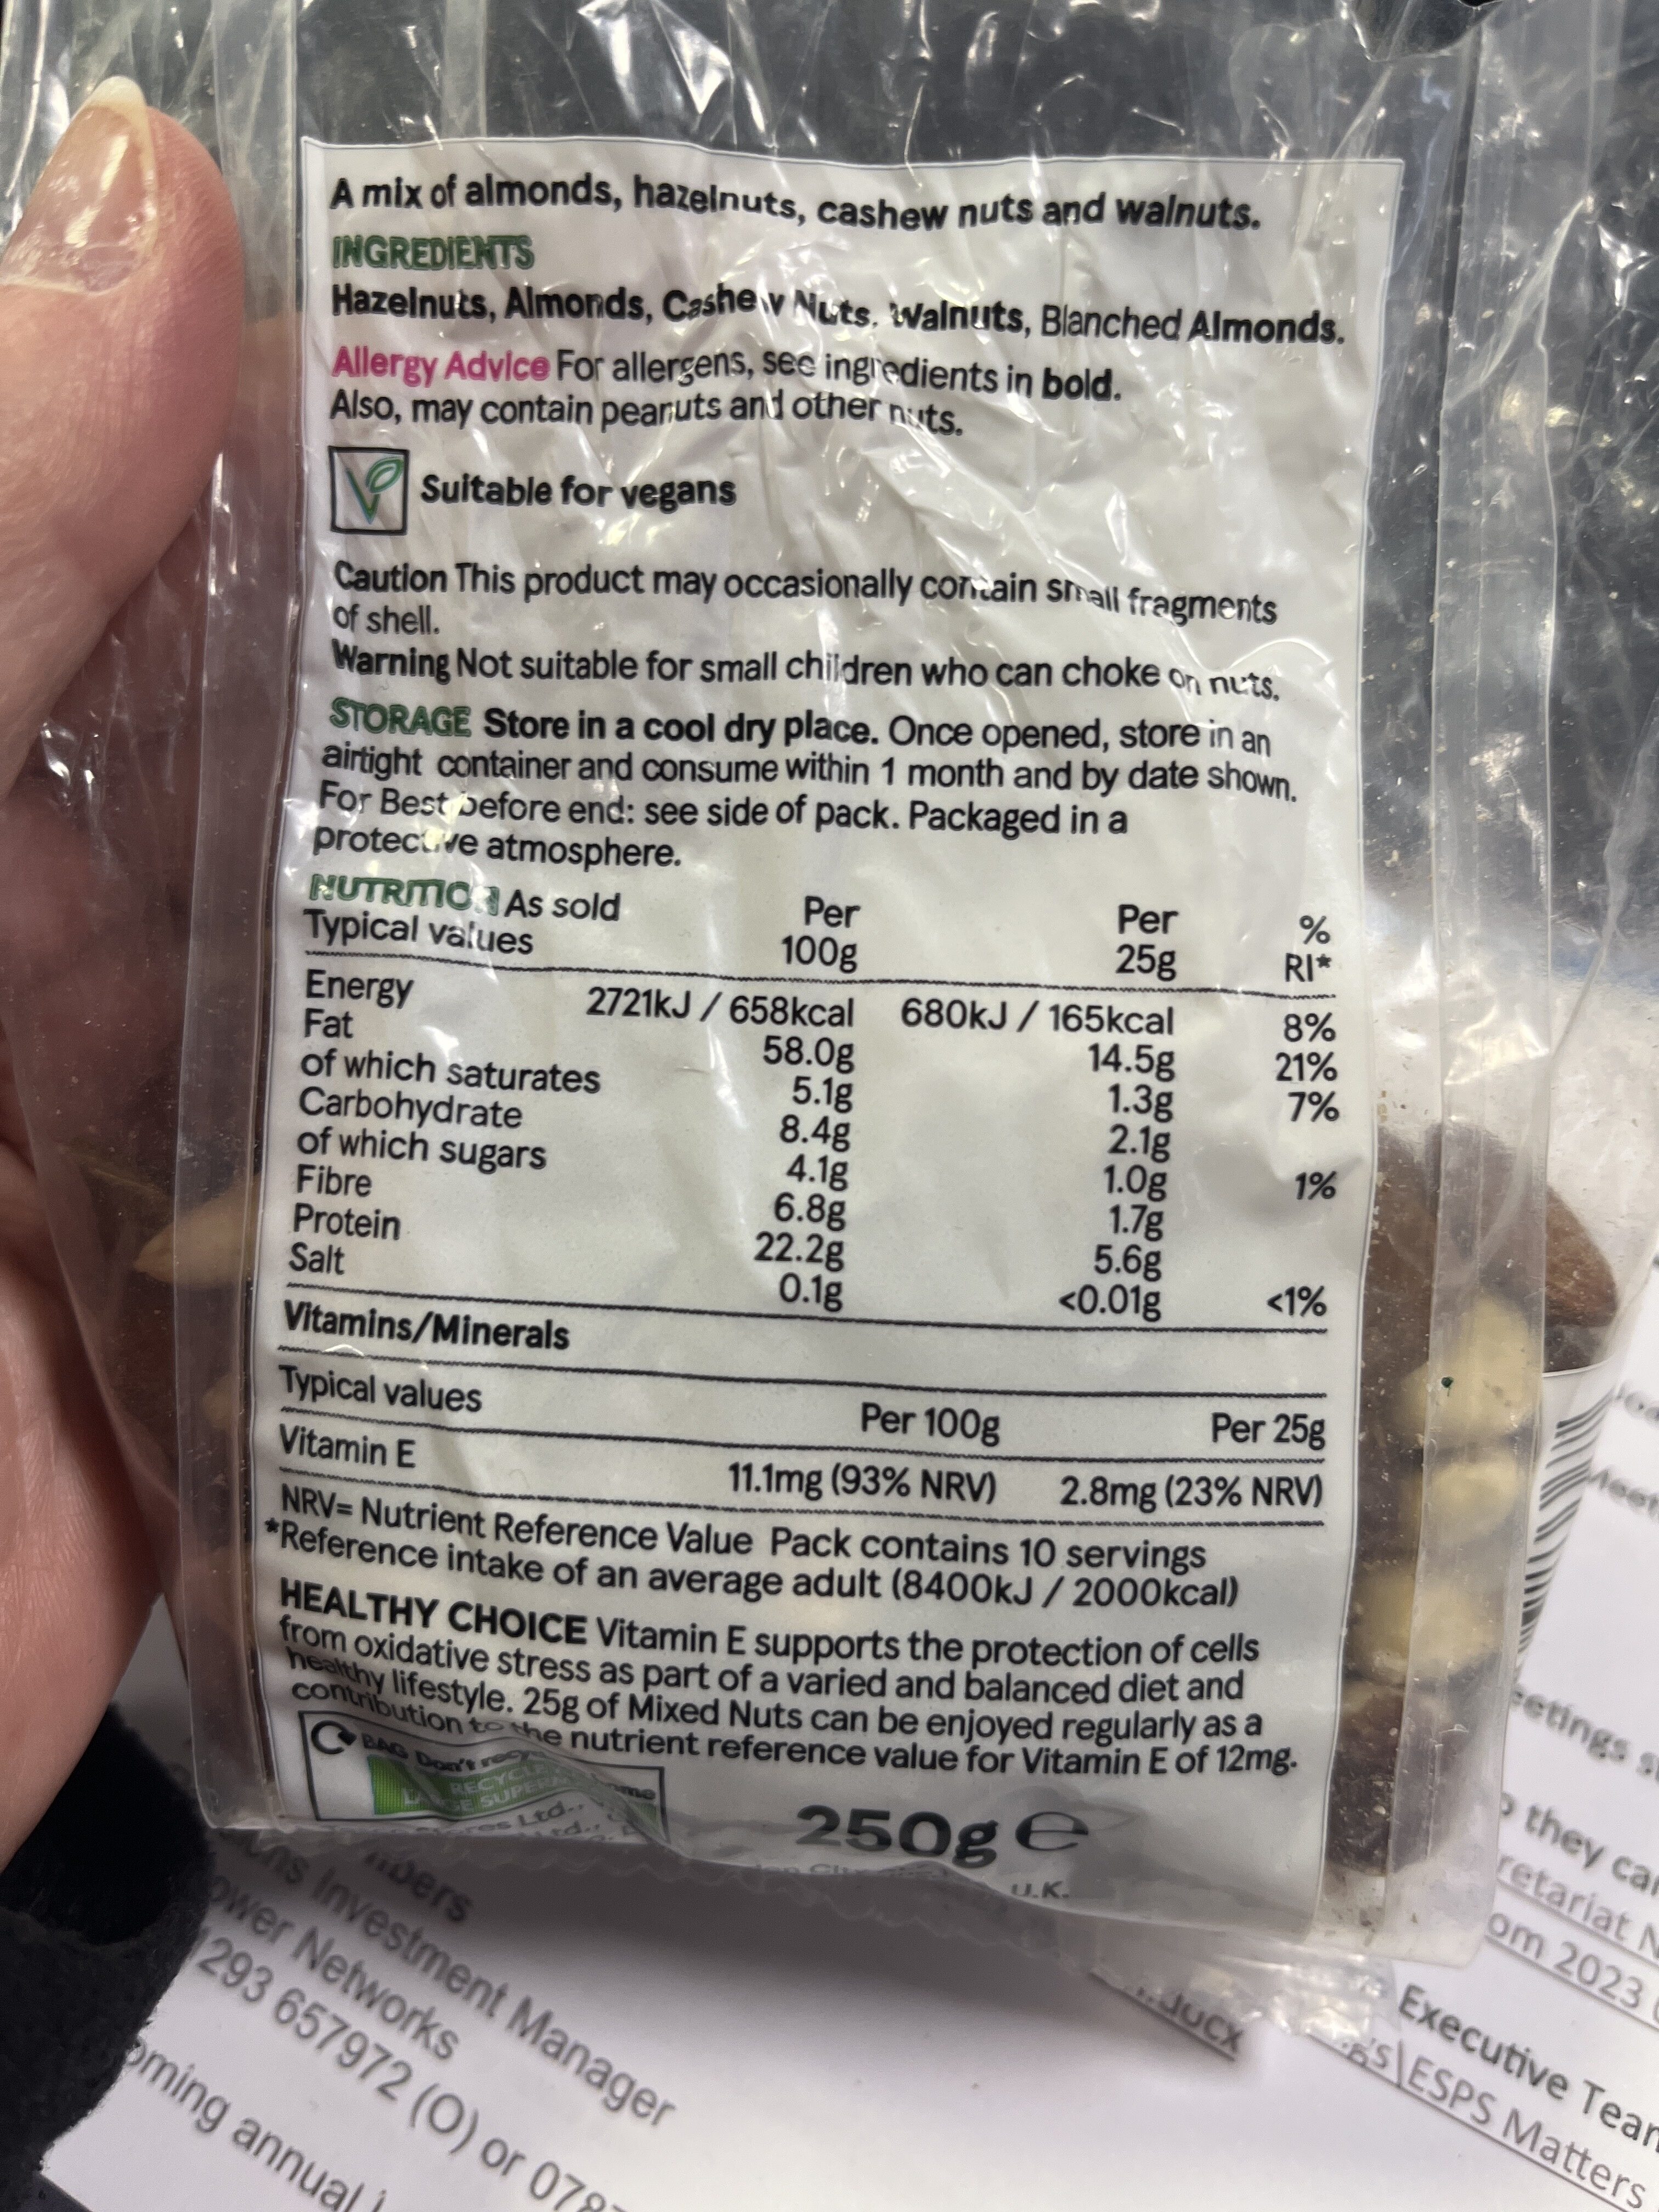 A mix of almonds, hazelnuts, cashew nuts and walnuts.
INGREDIENTS
Hazelnuts, Almonds, Cashew Nuts, Walnuts, Blanched Almonds.
Allergy Advice For allergens, see ingredients in bold.
Also, may contain peanuts and other nuts.
Suitable for vegans
Caution This product may occasionally contain small fragments
of shell.
Warning Not suitable for small children who can choke on nuts.
STORAGE Store in a cool dry place. Once opened, store in an
airtight container and consume within 1 month and by date shown.
For Best before end: see side of pack. Packaged in a
protective atmosphere.
NUTRITION As sold
Typical values Per 100g Per 25g % RI*
Energy 2721kJ / 658kcal 680kJ / 165kcal 8%
Fat 58.0g 14.5g 21%
of which saturates 5.1g 1.3g 7%
Carbohydrate 8.4g 2.1g
of which sugars 4.1g 1.0g 1%
Fibre 6.8g 1.7g
Protein 22.2g 5.6g
Salt 0.1g <0.01g <1%
Vitamins/Minerals
Typical values Per 100g Per 25g
Vitamin E 11.1mg (93% NRV) 2.8mg (23% NRV)
NRV= Nutrient Reference Value Pack contains 10 servings
*Reference intake of an average adult (8400kJ / 2000kcal)
HEALTHY CHOICE Vitamin E supports the protection of cells
from oxidative stress as part of a varied and balanced diet and
healthy lifestyle. 25g of Mixed Nuts can be enjoyed regularly as a
contribution to the nutrient reference value for Vitamin E of 12mg.
BAG Don't
RECYCLE
250g e
Ltd.,
U.K.
Investment Manager
Networks
293 657972 (O) or 078
annual
they
2023
Executive
ESPS Matters